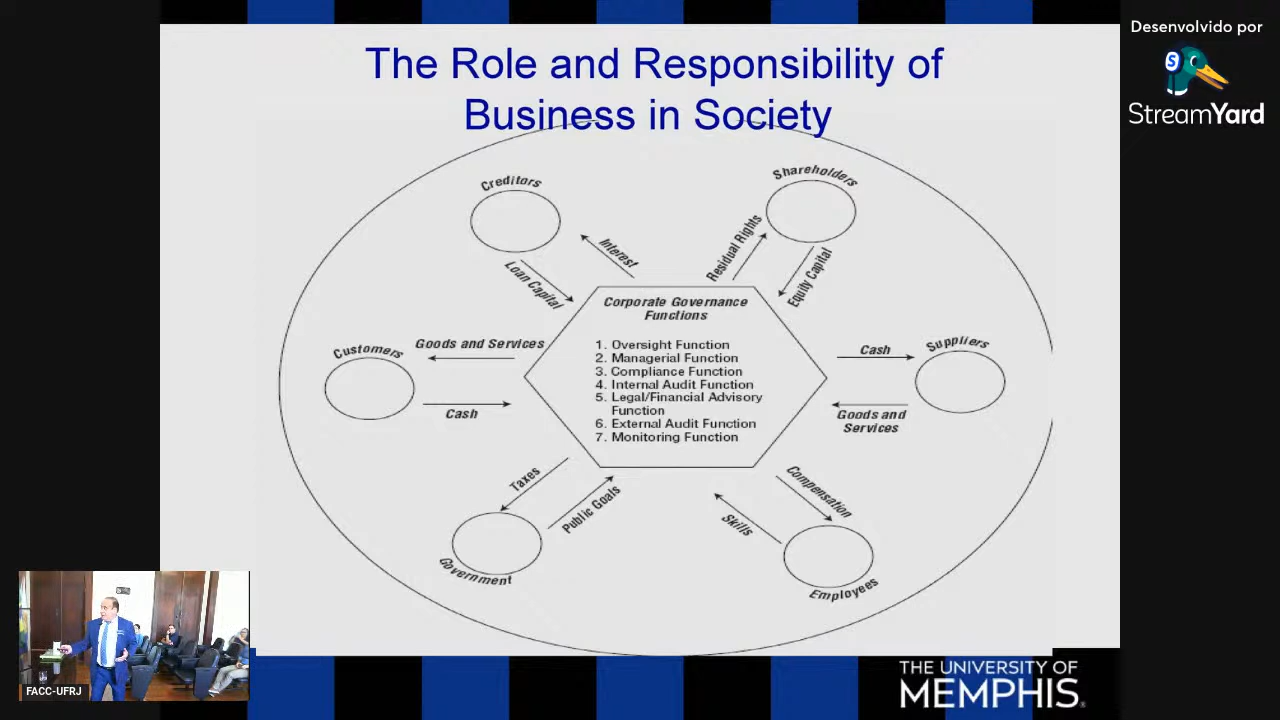 The Role and Responsibility of
Business in Society
Desenvolvido por
StreamYard
Creditors
Shareholders
Interest
Loan Capital
Residual Rights
Equity Capital
Corporate Governance
Functions
1. Oversight Function
2. Managerial Function
3. Compliance Function
4. Internal Audit Function
5. Legal/Financial Advisory
Function
6. External Audit Function
7. Monitoring Function
Customers
Goods and Services
Cash
Suppliers
Cash
Goods and
Services
Taxes
Public Goals
Government
Compensation
Skills
Employees
FACC-UFRJ
THE UNIVERSITY OF
MEMPHIS®